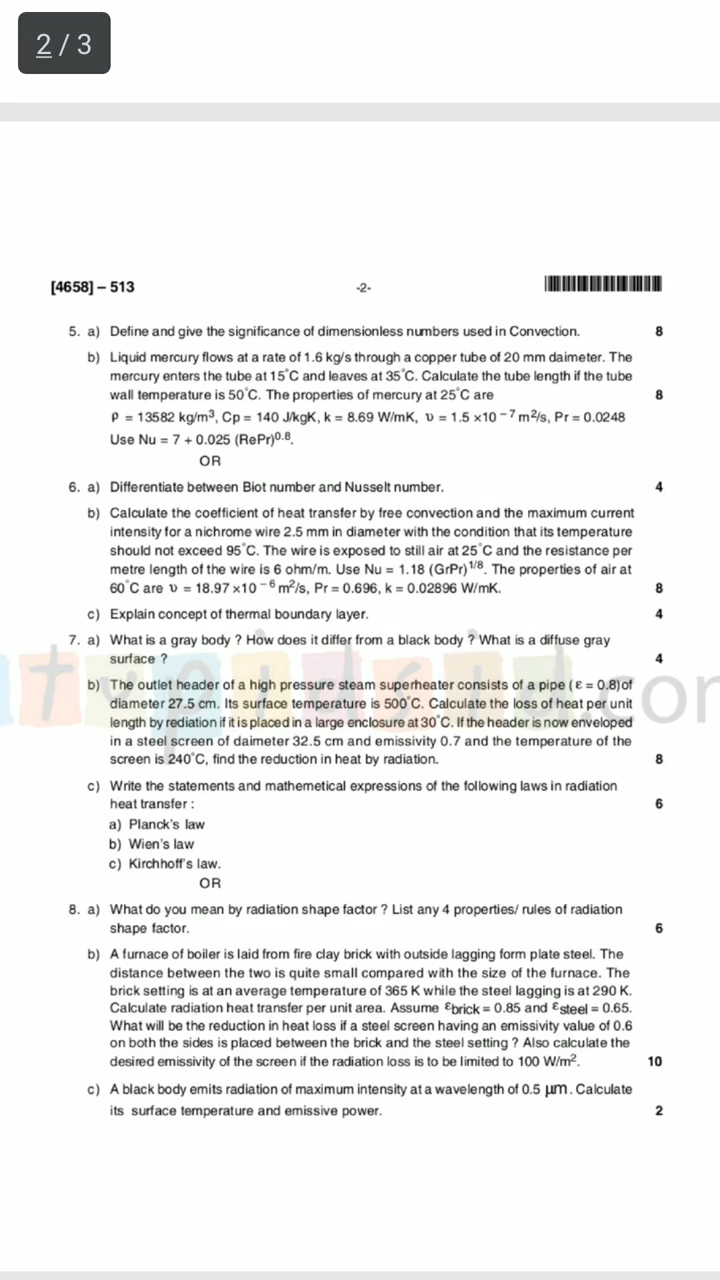 2 / 3
[4658] – 513
-2-
5. a) Define and give the significance of dimensionless numbers used in Convection. 8
b) Liquid mercury flows at a rate of 1.6 kg/s through a copper tube of 20 mm daimeter. The
mercury enters the tube at 15°C and leaves at 35°C. Calculate the tube length if the tube
wall temperature is 50°C. The properties of mercury at 25°C are 8
ρ = 13582 kg/m³, Cp = 140 J/kgK, k = 8.69 W/mK, υ = 1.5 ×10⁻⁷ m²/s, Pr = 0.0248
Use Nu = 7 + 0.025 (RePr)⁰·⁸.
OR
6. a) Differentiate between Biot number and Nusselt number. 4
b) Calculate the coefficient of heat transfer by free convection and the maximum current
intensity for a nichrome wire 2.5 mm in diameter with the condition that its temperature
should not exceed 95°C. The wire is exposed to still air at 25°C and the resistance per
metre length of the wire is 6 ohm/m. Use Nu = 1.18 (GrPr)¹/⁸. The properties of air at
60°C are υ = 18.97 ×10⁻⁶ m²/s, Pr = 0.696, k = 0.02896 W/mK. 8
c) Explain concept of thermal boundary layer. 4
7. a) What is a gray body ? How does it differ from a black body ? What is a diffuse gray
surface ? 4
b) The outlet header of a high pressure steam superheater consists of a pipe (ε = 0.8)of
diameter 27.5 cm. Its surface temperature is 500°C. Calculate the loss of heat per unit
length by rediation if it is placed in a large enclosure at 30°C. If the header is now enveloped
in a steel screen of daimeter 32.5 cm and emissivity 0.7 and the temperature of the
screen is 240°C, find the reduction in heat by radiation. 8
c) Write the statements and mathemetical expressions of the following laws in radiation
heat transfer : 6
a) Planck's law
b) Wien's law
c) Kirchhoff's law.
OR
8. a) What do you mean by radiation shape factor ? List any 4 properties/ rules of radiation
shape factor. 6
b) A furnace of boiler is laid from fire clay brick with outside lagging form plate steel. The
distance between the two is quite small compared with the size of the furnace. The
brick setting is at an average temperature of 365 K while the steel lagging is at 290 K.
Calculate radiation heat transfer per unit area. Assume εbrick = 0.85 and εsteel = 0.65.
What will be the reduction in heat loss if a steel screen having an emissivity value of 0.6
on both the sides is placed between the brick and the steel setting ? Also calculate the
desired emissivity of the screen if the radiation loss is to be limited to 100 W/m². 10
c) A black body emits radiation of maximum intensity at a wavelength of 0.5 μm. Calculate
its surface temperature and emissive power. 2